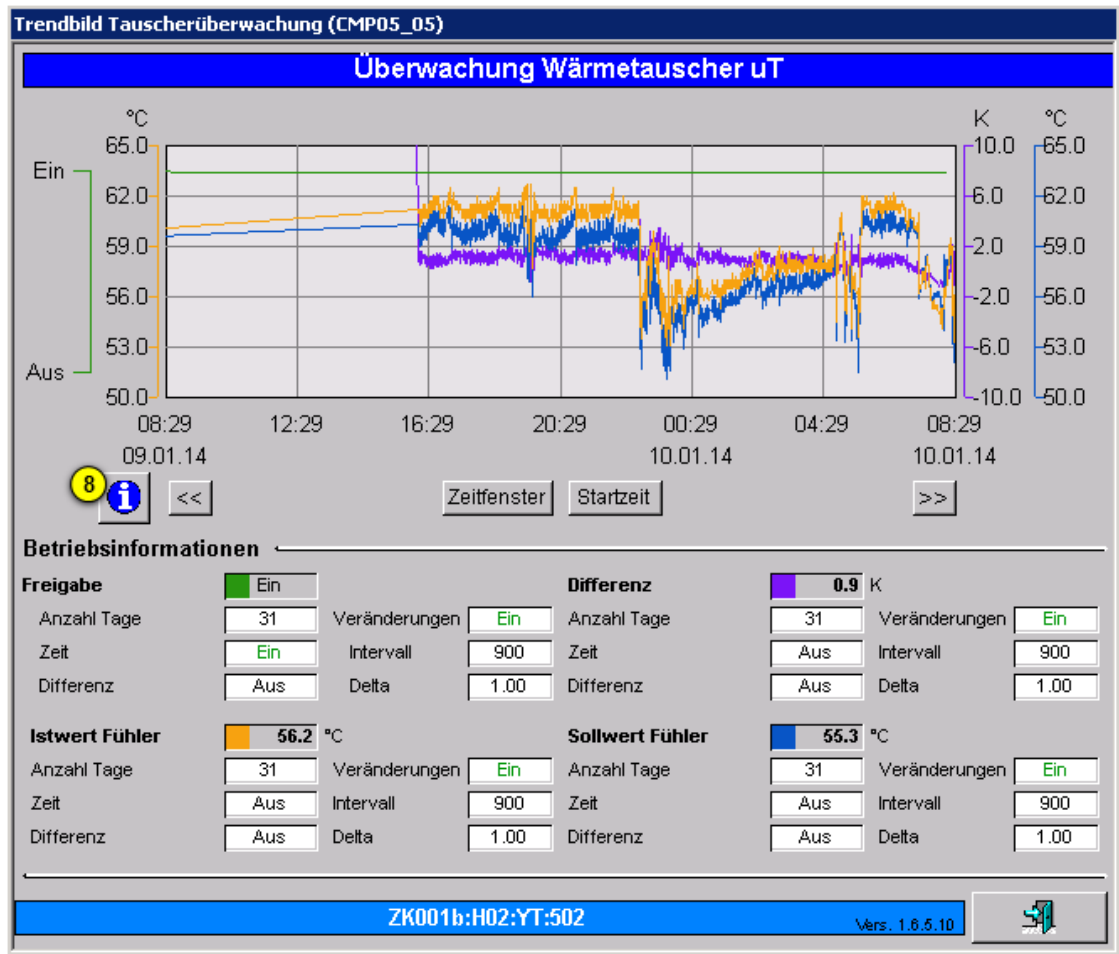 Trendbild Tauscherüberwachung (CMP05_05)
Überwachung Wärmetauscher uT
°C K °C
65.0 10.0 65.0
Ein
62.0 6.0 62.0
59.0 2.0 59.0
56.0 -2.0 56.0
53.0 -6.0 53.0
Aus
50.0 -10.0 50.0
08:29 12:29 16:29 20:29 00:29 04:29 08:29
09.01.14 10.01.14 10.01.14
8 i << Zeitfenster Startzeit >>
Betriebsinformationen
Freigabe Ein Differenz 0.9 K
Anzahl Tage 31 Veränderungen Ein Anzahl Tage 31 Veränderungen Ein
Zeit Ein Intervall 900 Zeit Aus Intervall 900
Differenz Aus Delta 1.00 Differenz Aus Delta 1.00
Istwert Fühler 56.2 °C Sollwert Fühler 55.3 °C
Anzahl Tage 31 Veränderungen Ein Anzahl Tage 31 Veränderungen Ein
Zeit Aus Intervall 900 Zeit Aus Intervall 900
Differenz Aus Delta 1.00 Differenz Aus Delta 1.00
ZK001b:H02:YT:502 Vers. 1.6.5.10